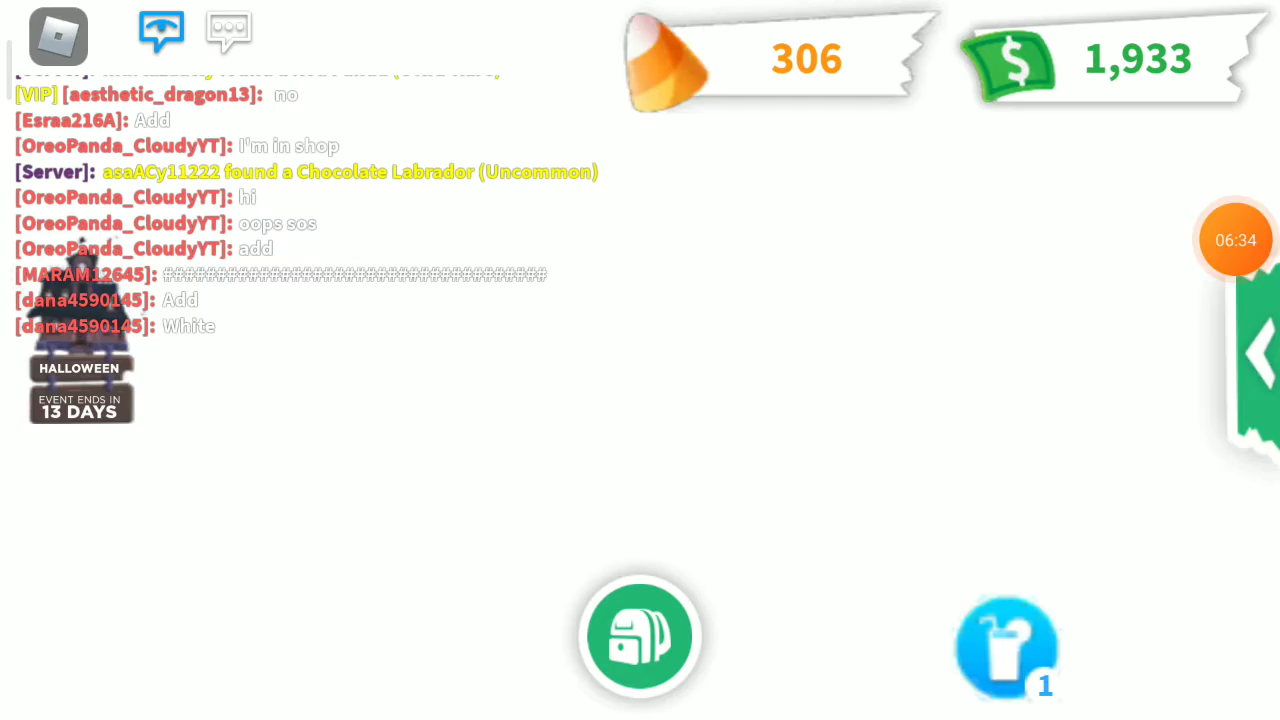 306
1,933
[VIP] [aesthetic_dragon13]: no
[Esraa216A]: Add
[OreoPanda_CloudyYT]: I'm in shop
[Server]: asaACy11222 found a Chocolate Labrador (Uncommon)
[OreoPanda_CloudyYT]: hi
[OreoPanda_CloudyYT]: oops sos
[OreoPanda_CloudyYT]: add
[MARAM12645]: ####################################
[dana4590145]: Add
[dana4590145]: White
06:34
HALLOWEEN
EVENT ENDS IN
13 DAYS
1